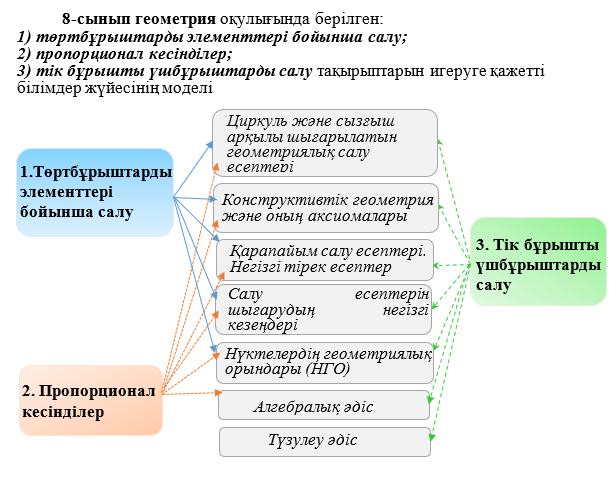 8-сынып геометрия оқулығында берілген:
1) төртбұрыштарды элементтері бойынша салу;
2) пропорционал кесінділер;
3) тік бұрышты үшбұрыштарды салу тақырыптарын игеруге қажетті
білімдер жүйесінің моделі
Циркуль және сызғыш
арқылы шығарылатын
геометриялық салу
есептері
1.Төртбұрыштарды
элементтері
бойынша салу
Конструктивтік геометрия
және оның аксиомалары
Қарапайым салу есептері.
Негізгі тірек есептер
3. Тік бұрышты
үшбұрыштарды
салу
Салу есептерін
шығарудың негізгі
кезеңдері
Нүктелердің геометриялық
орындары (НГО)
2. Пропорционал
кесінділер
Алгебралық әдіс
Түзулеу әдіс